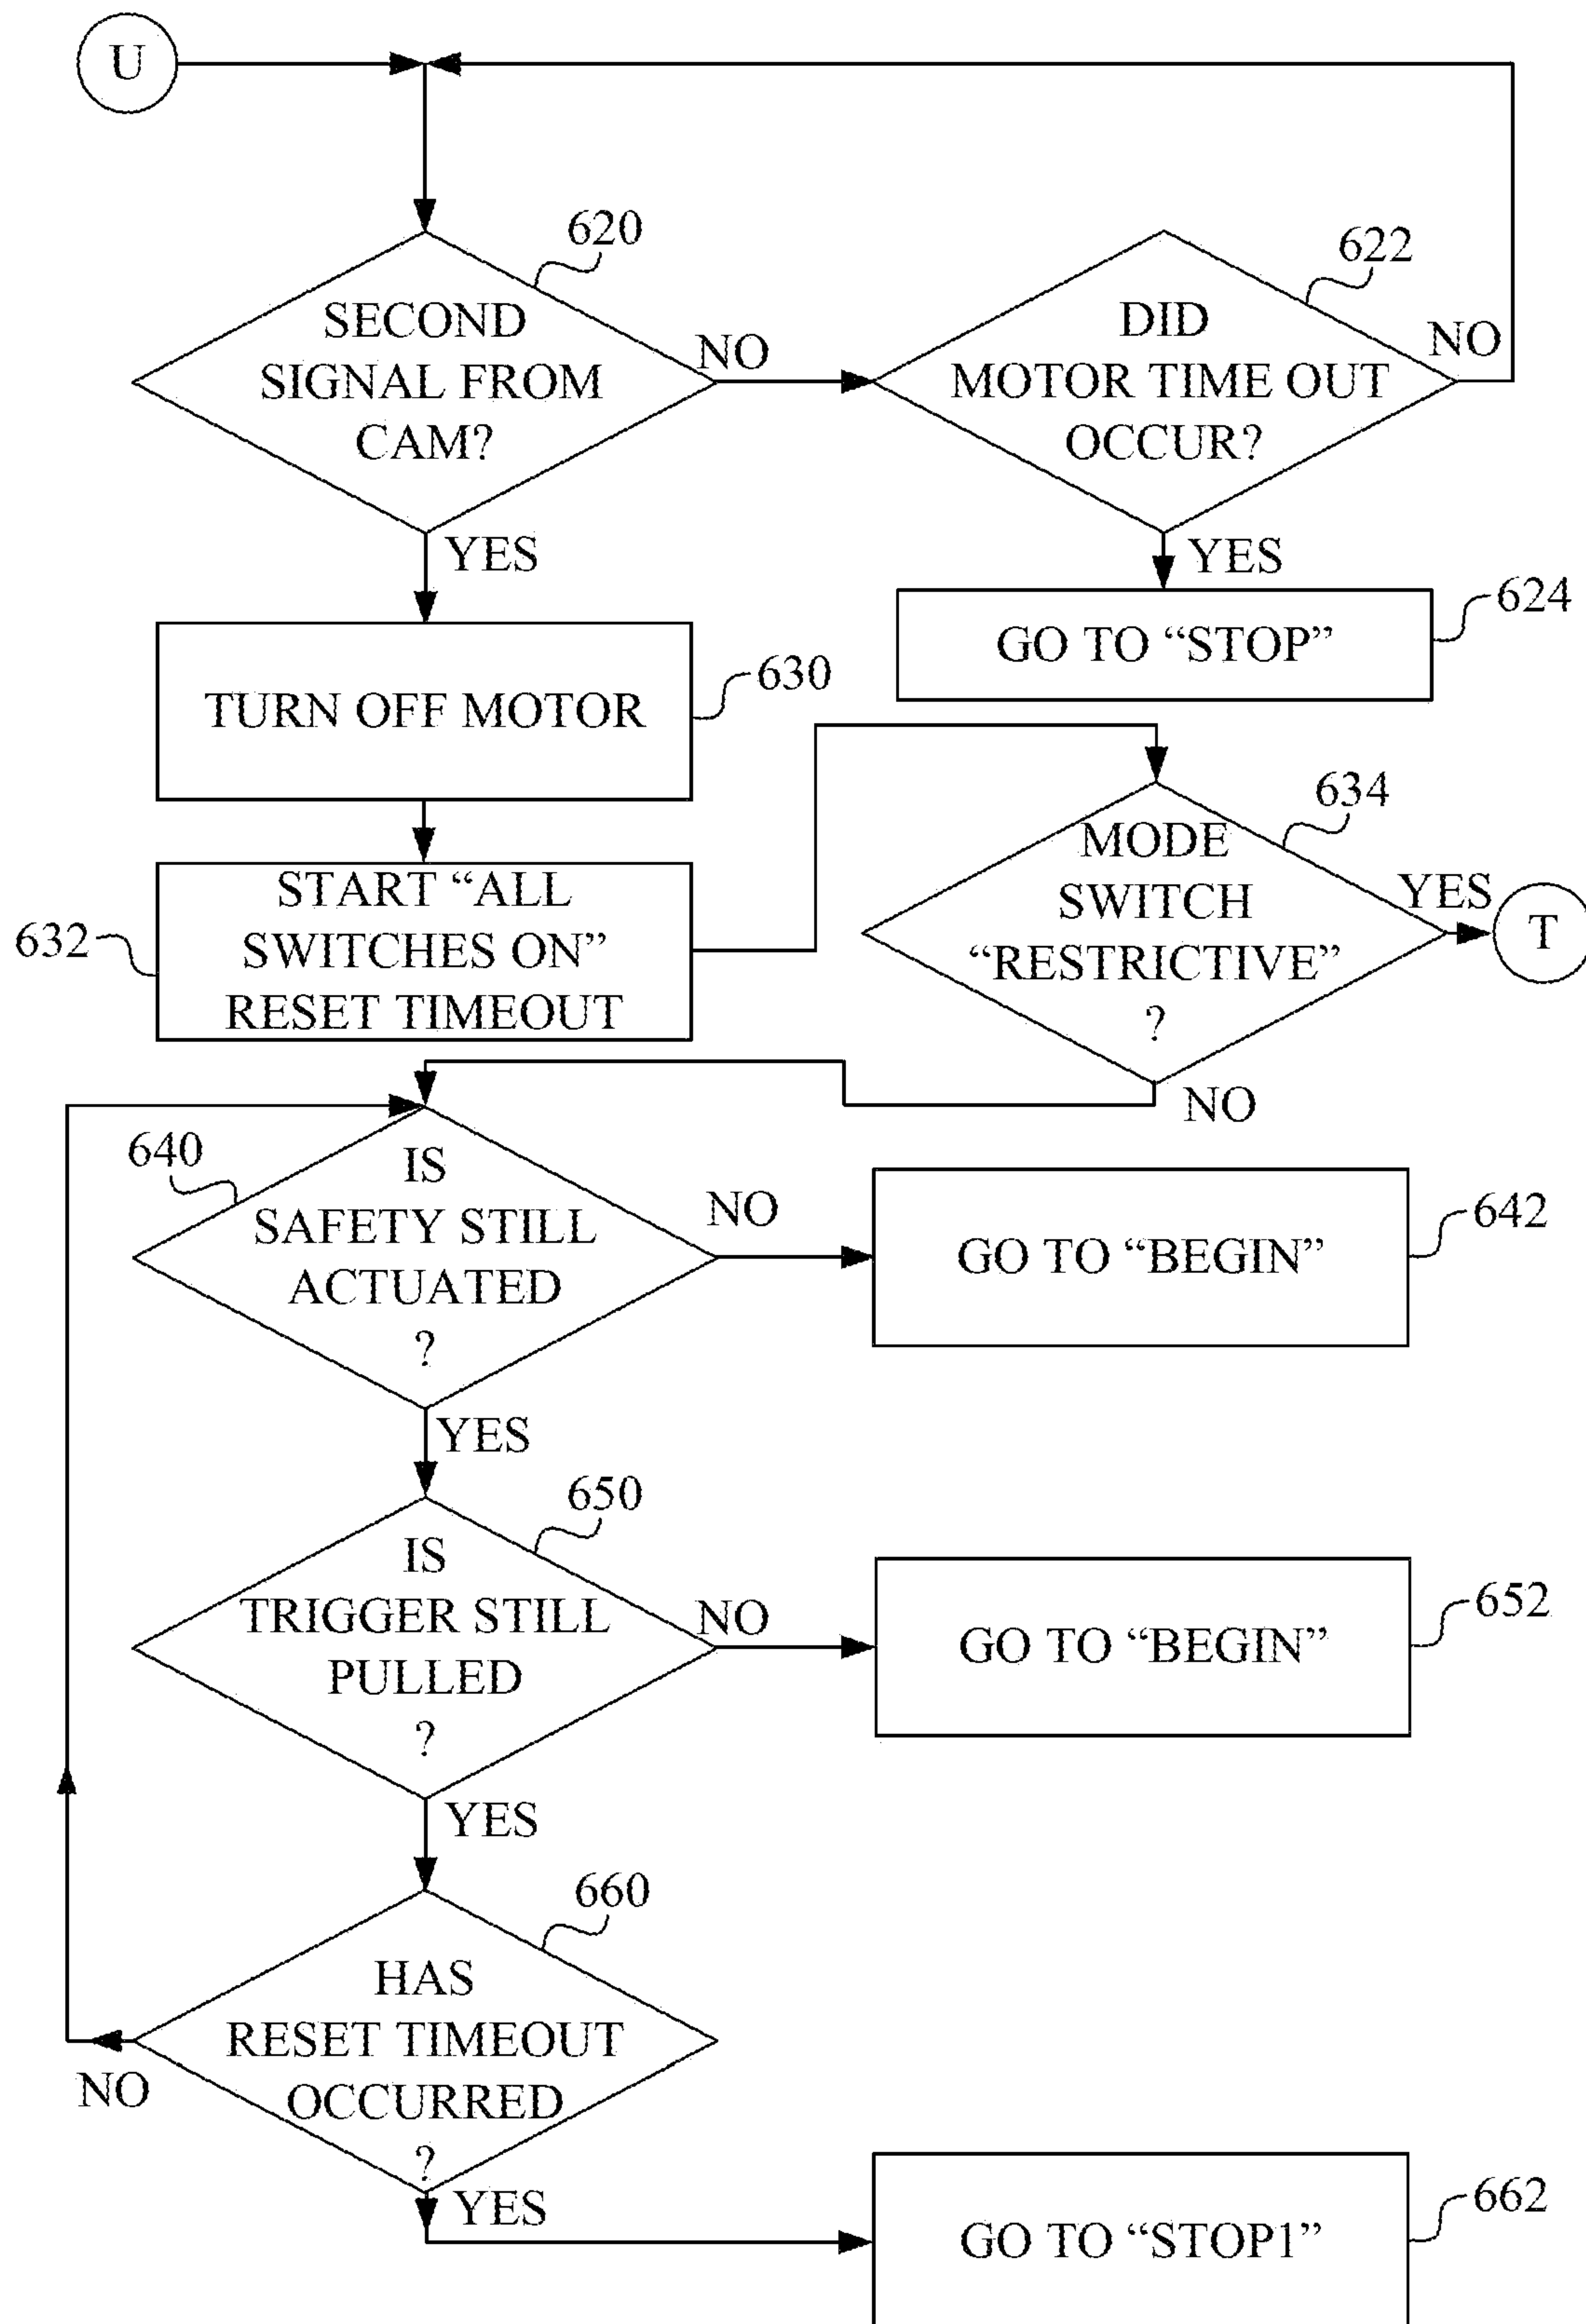 U
620
SECOND
SIGNAL FROM
CAM?
NO
YES
622
DID
MOTOR TIME OUT
OCCUR?
NO
YES
GO TO “STOP”
624
TURN OFF MOTOR
630
START “ALL
SWITCHES ON”
RESET TIMEOUT
632
634
MODE
SWITCH
“RESTRICTIVE”
?
YES
T
NO
640
IS
SAFETY STILL
ACTUATED
?
NO
GO TO “BEGIN”
642
YES
650
IS
TRIGGER STILL
PULLED
?
NO
GO TO “BEGIN”
652
YES
660
HAS
RESET TIMEOUT
OCCURRED
?
NO
YES
GO TO “STOP1”
662